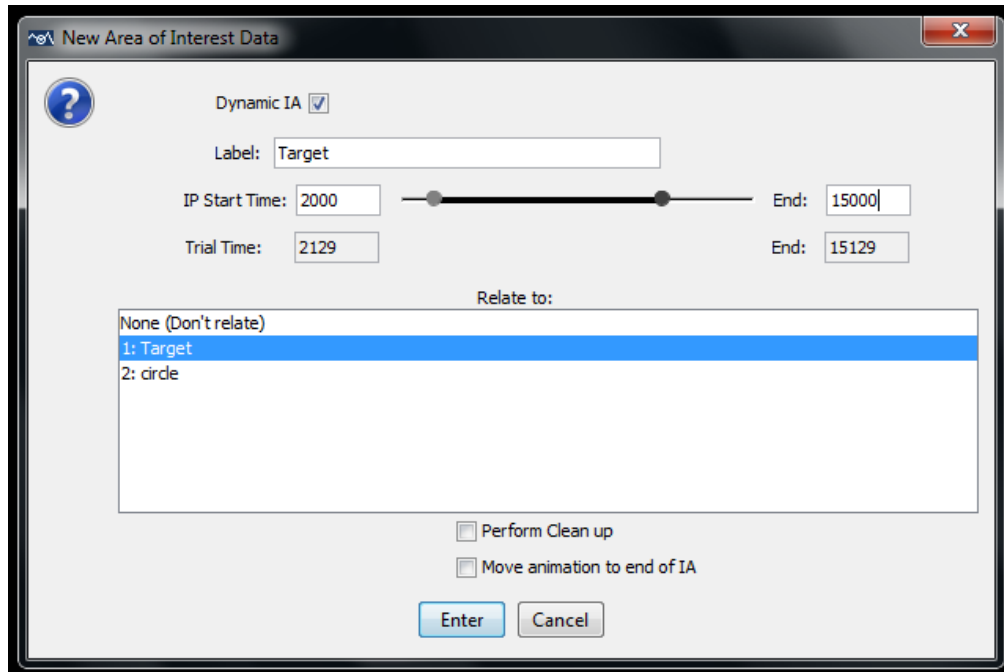 New Area of Interest Data
Dynamic IA
Label: Target
IP Start Time: 2000 End: 15000
Trial Time: 2129 End: 15129
Relate to:
None (Don't relate)
1: Target
2: circle
Perform Clean up
Move animation to end of IA
Enter Cancel